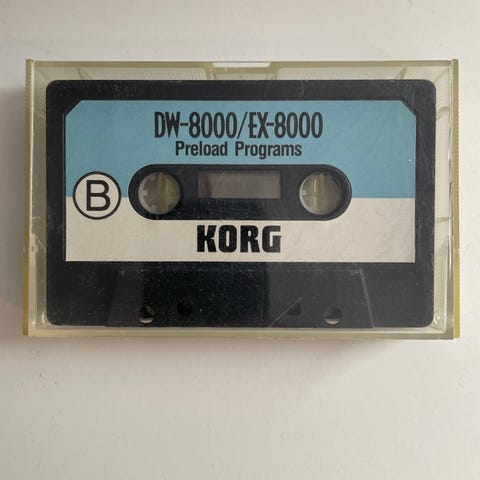 DW-8000/EX-8000
Preload Programs
B
KORG